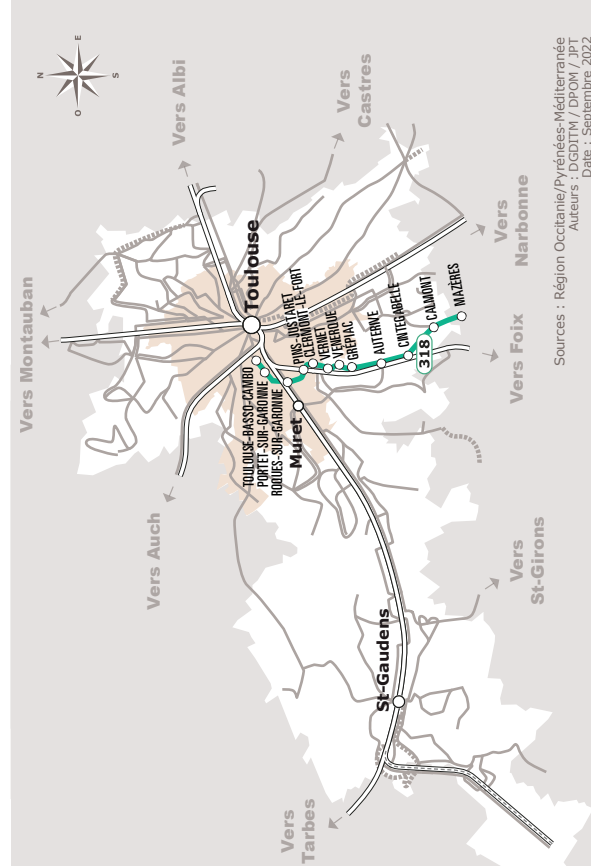 N
E
S
O
Vers Montauban
Vers Albi
Vers
Castres
Vers Auch
Toulouse
Vers
Narbonne
TOULOUSE-BASSO-CAMBO
PORTET-SUR-GARONNE
ROQUES-SUR-GARONNE
Muret
PINS-JUSTARET
CLERMONT-LE-FORT
VERNET
VENERQUE
GRÉPIAC
AUTERIVE
CINTEGABELLE
318
CALMONT
MAZÈRES
Vers Foix
Vers
St-Girons
St-Gaudens
Vers
Tarbes
Sources : Région Occitanie/Pyrénées-Méditerranée
Auteurs : DGDITM / DPOM / JPT
Date : Septembre 2022